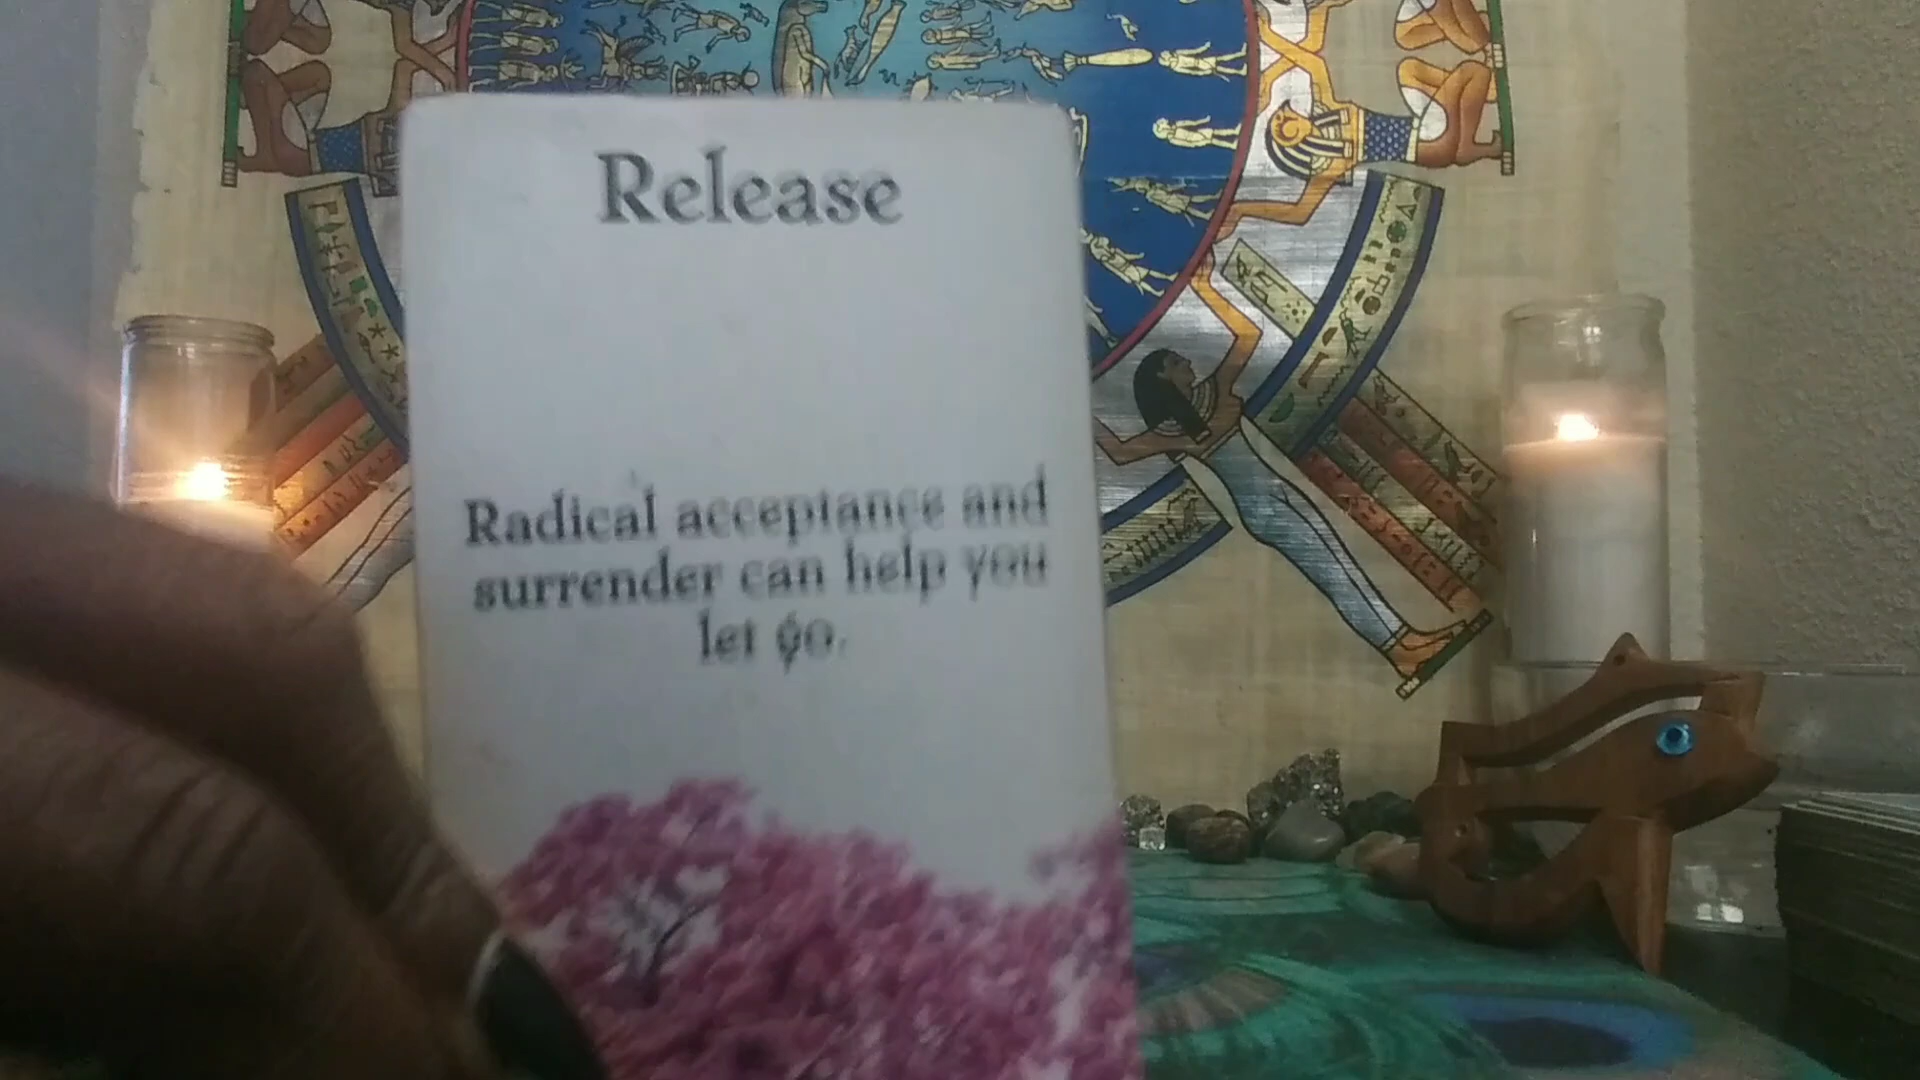 Release
Radical acceptance and
surrender can help you
let go.